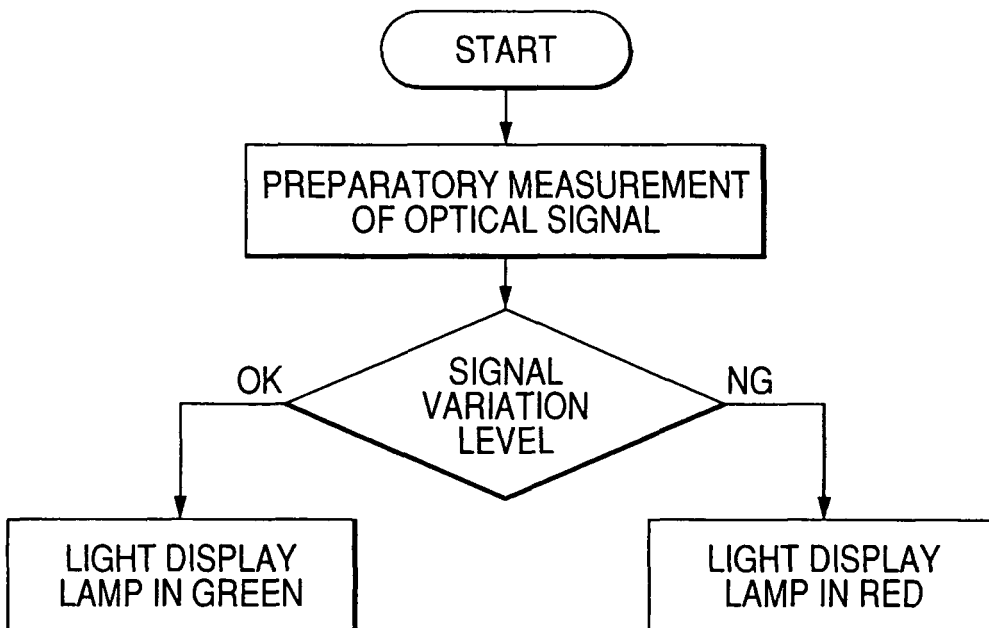 START
PREPARATORY MEASUREMENT
OF OPTICAL SIGNAL
SIGNAL
VARIATION
LEVEL
OK
NG
LIGHT DISPLAY
LAMP IN GREEN
LIGHT DISPLAY
LAMP IN RED